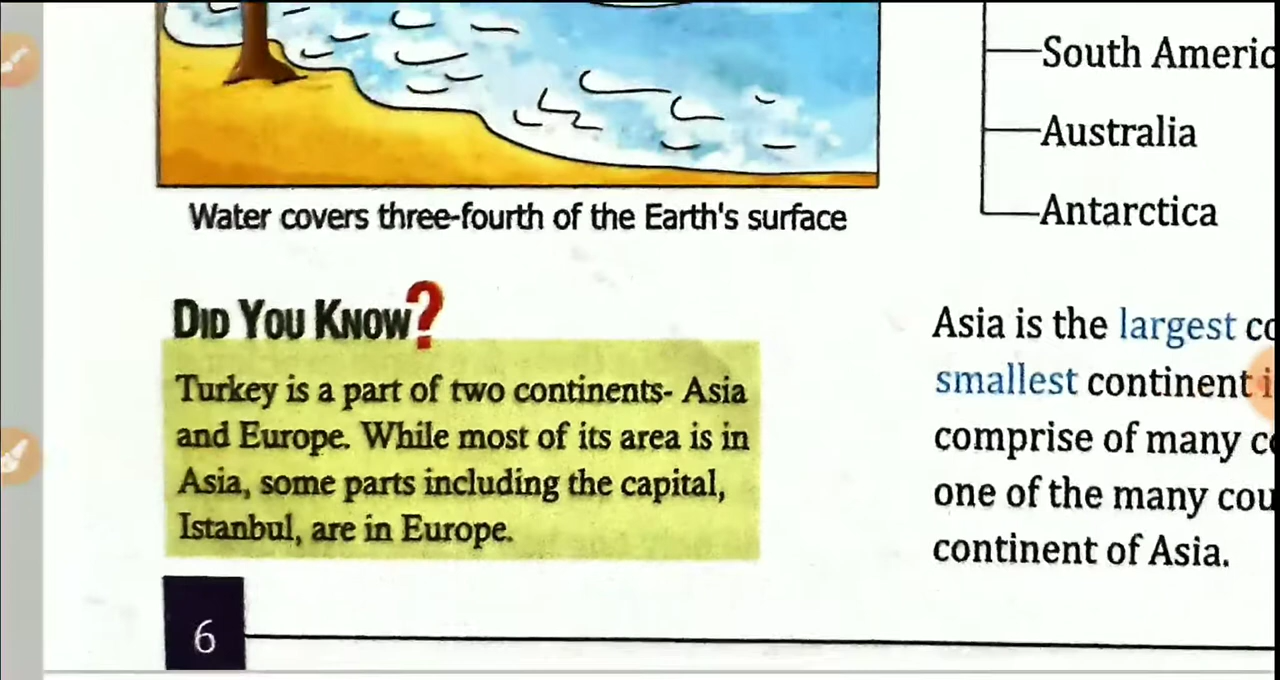 South Americ
Australia
Antarctica
Water covers three-fourth of the Earth's surface
DID YOU KNOW?
Turkey is a part of two continents- Asia
and Europe. While most of its area is in
Asia, some parts including the capital,
Istanbul, are in Europe.
Asia is the largest co
smallest continent i
comprise of many c
one of the many cou
continent of Asia.
6